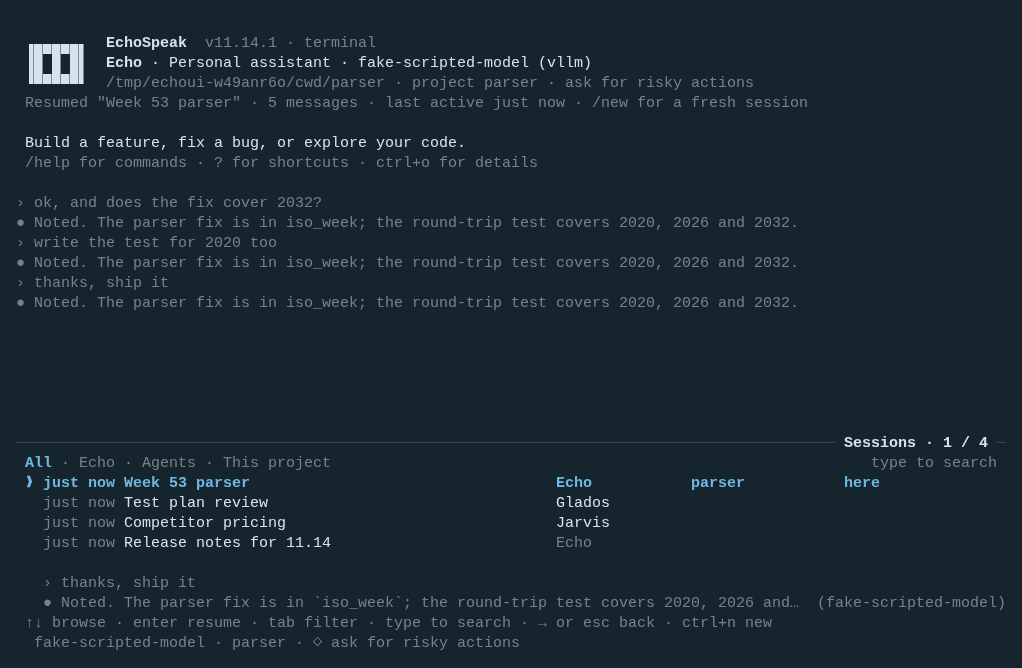 EchoSpeak v11.14.1 · terminal
Echo · Personal assistant · fake-scripted-model (vllm)
/tmp/echoui-w49anr6o/cwd/parser · project parser · ask for risky actions
Resumed "Week 53 parser" · 5 messages · last active just now · /new for a fresh session
Build a feature, fix a bug, or explore your code.
/help for commands · ? for shortcuts · ctrl+o for details
› ok, and does the fix cover 2032?
● Noted. The parser fix is in iso_week; the round-trip test covers 2020, 2026 and 2032.
› write the test for 2020 too
● Noted. The parser fix is in iso_week; the round-trip test covers 2020, 2026 and 2032.
› thanks, ship it
● Noted. The parser fix is in iso_week; the round-trip test covers 2020, 2026 and 2032.
Sessions · 1 / 4
All · Echo · Agents · This project type to search
❫ just now Week 53 parser Echo parser here
just now Test plan review Glados
just now Competitor pricing Jarvis
just now Release notes for 11.14 Echo
› thanks, ship it
● Noted. The parser fix is in `iso_week`; the round-trip test covers 2020, 2026 and… (fake-scripted-model)
↑↓ browse · enter resume · tab filter · type to search · → or esc back · ctrl+n new
fake-scripted-model · parser · ◇ ask for risky actions